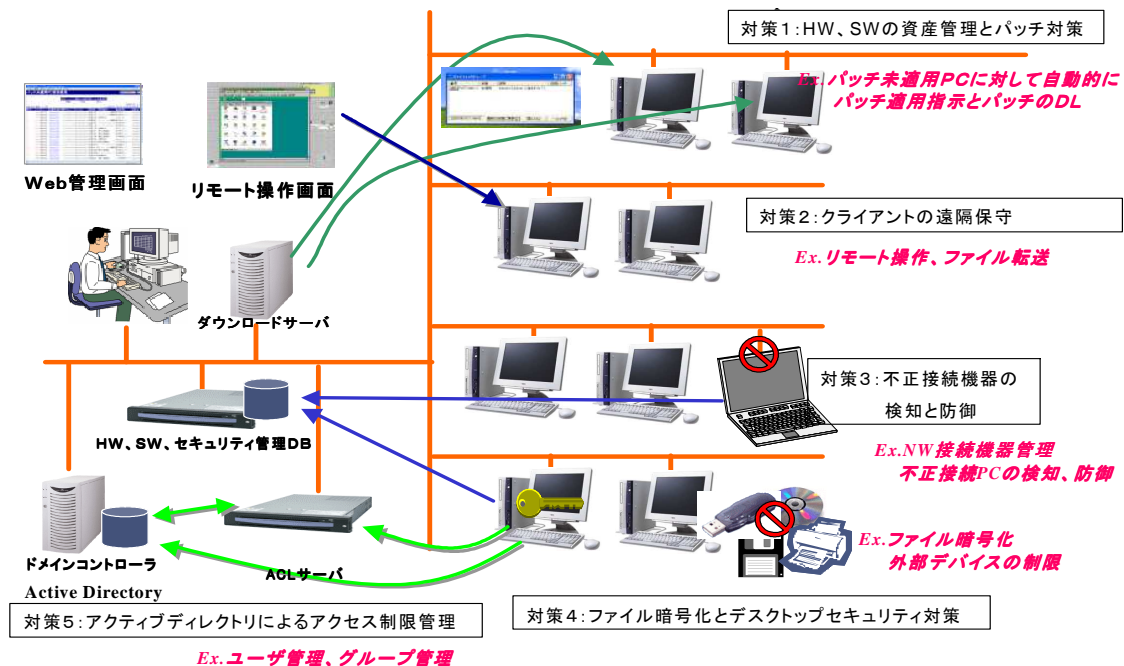 対策１:HW、SWの資産管理とパッチ対策
Ex.パッチ未適用PCに対して自動的に
パッチ適用指示とパッチのDL
Web管理画面
リモート操作画面
対策２:クライアントの遠隔保守
Ex.リモート操作、ファイル転送
ダウンロードサーバ
対策３:不正接続機器の
検知と防御
HW、SW、セキュリティ管理DB
Ex.NW接続機器管理
不正接続PCの検知、防御
Ex.ファイル暗号化
外部デバイスの制限
ドメインコントローラ
Active Directory
ACLサーバ
対策５:アクティブディレクトリによるアクセス制限管理
対策４:ファイル暗号化とデスクトップセキュリティ対策
Ex.ユーザ管理、グループ管理